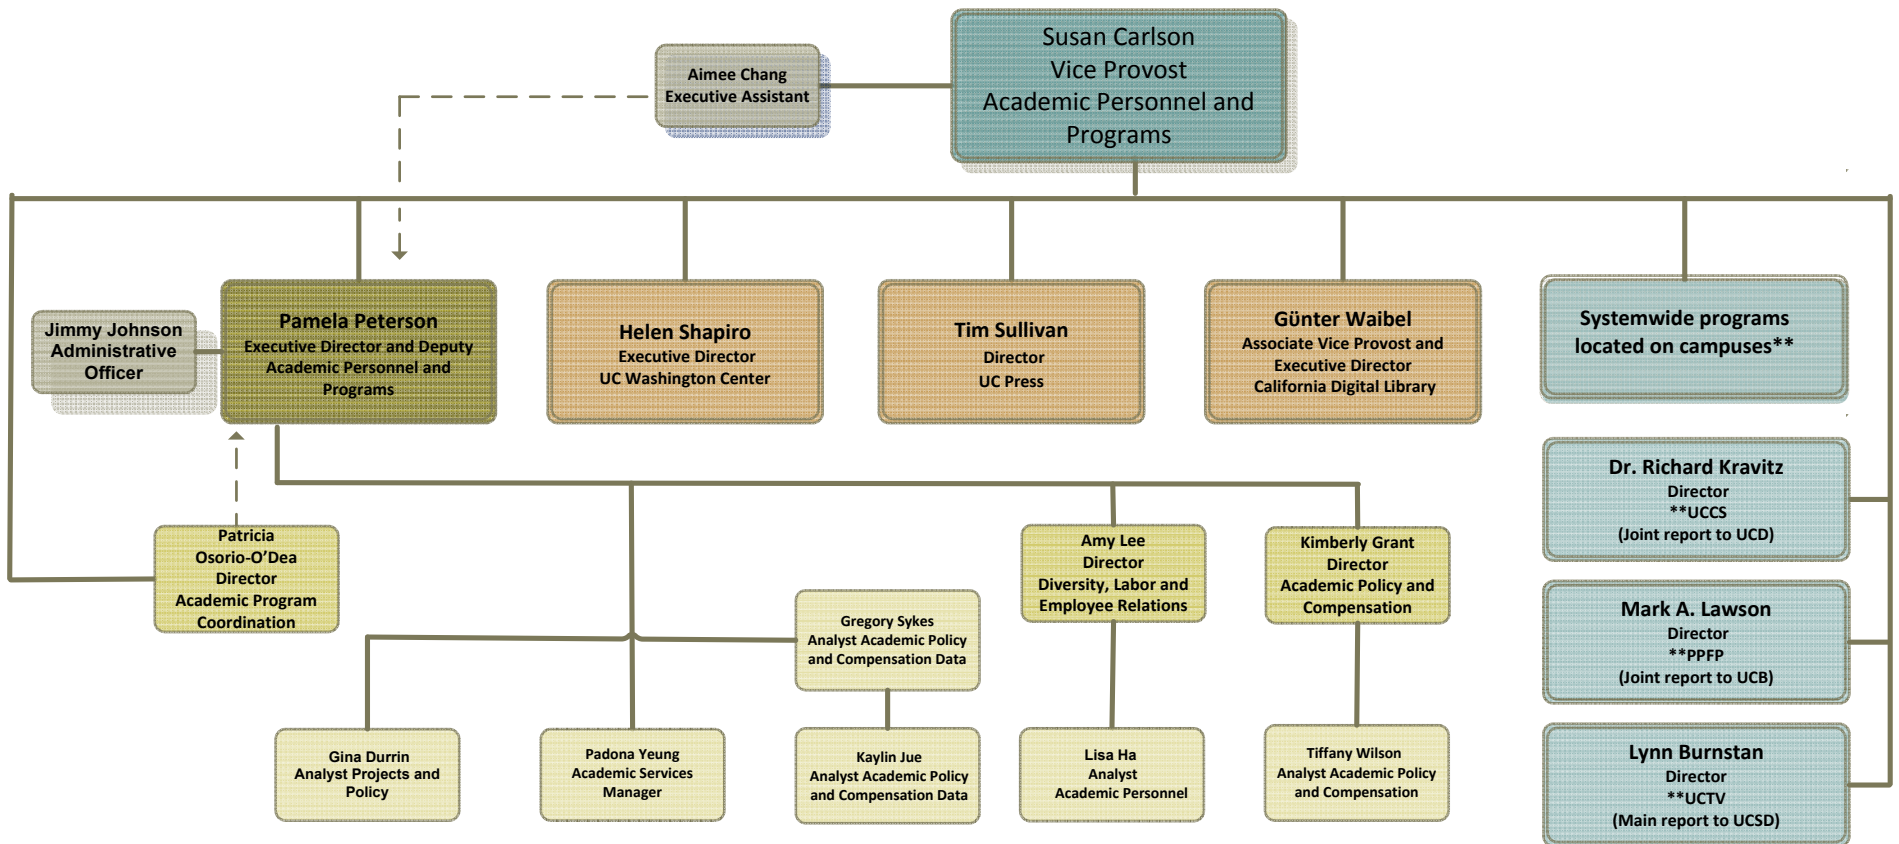 Susan Carlson
Vice Provost
Academic Personnel and
Programs
Aimee Chang
Executive Assistant
Jimmy Johnson
Administrative
Officer
Pamela Peterson
Executive Director and Deputy
Academic Personnel and
Programs
Helen Shapiro
Executive Director
UC Washington Center
Tim Sullivan
Director
UC Press
Günter Waibel
Associate Vice Provost and
Executive Director
California Digital Library
Systemwide programs
located on campuses**
Dr. Richard Kravitz
Director
**UCCS
(Joint report to UCD)
Mark A. Lawson
Director
**PPFP
(Joint report to UCB)
Lynn Burnstan
Director
**UCTV
(Main report to UCSD)
Patricia
Osorio-O’Dea
Director
Academic Program
Coordination
Amy Lee
Director
Diversity, Labor and
Employee Relations
Kimberly Grant
Director
Academic Policy and
Compensation
Gregory Sykes
Analyst Academic Policy
and Compensation Data
Gina Durrin
Analyst Projects and
Policy
Padona Yeung
Academic Services
Manager
Kaylin Jue
Analyst Academic Policy
and Compensation Data
Lisa Ha
Analyst
Academic Personnel
Tiffany Wilson
Analyst Academic Policy
and Compensation